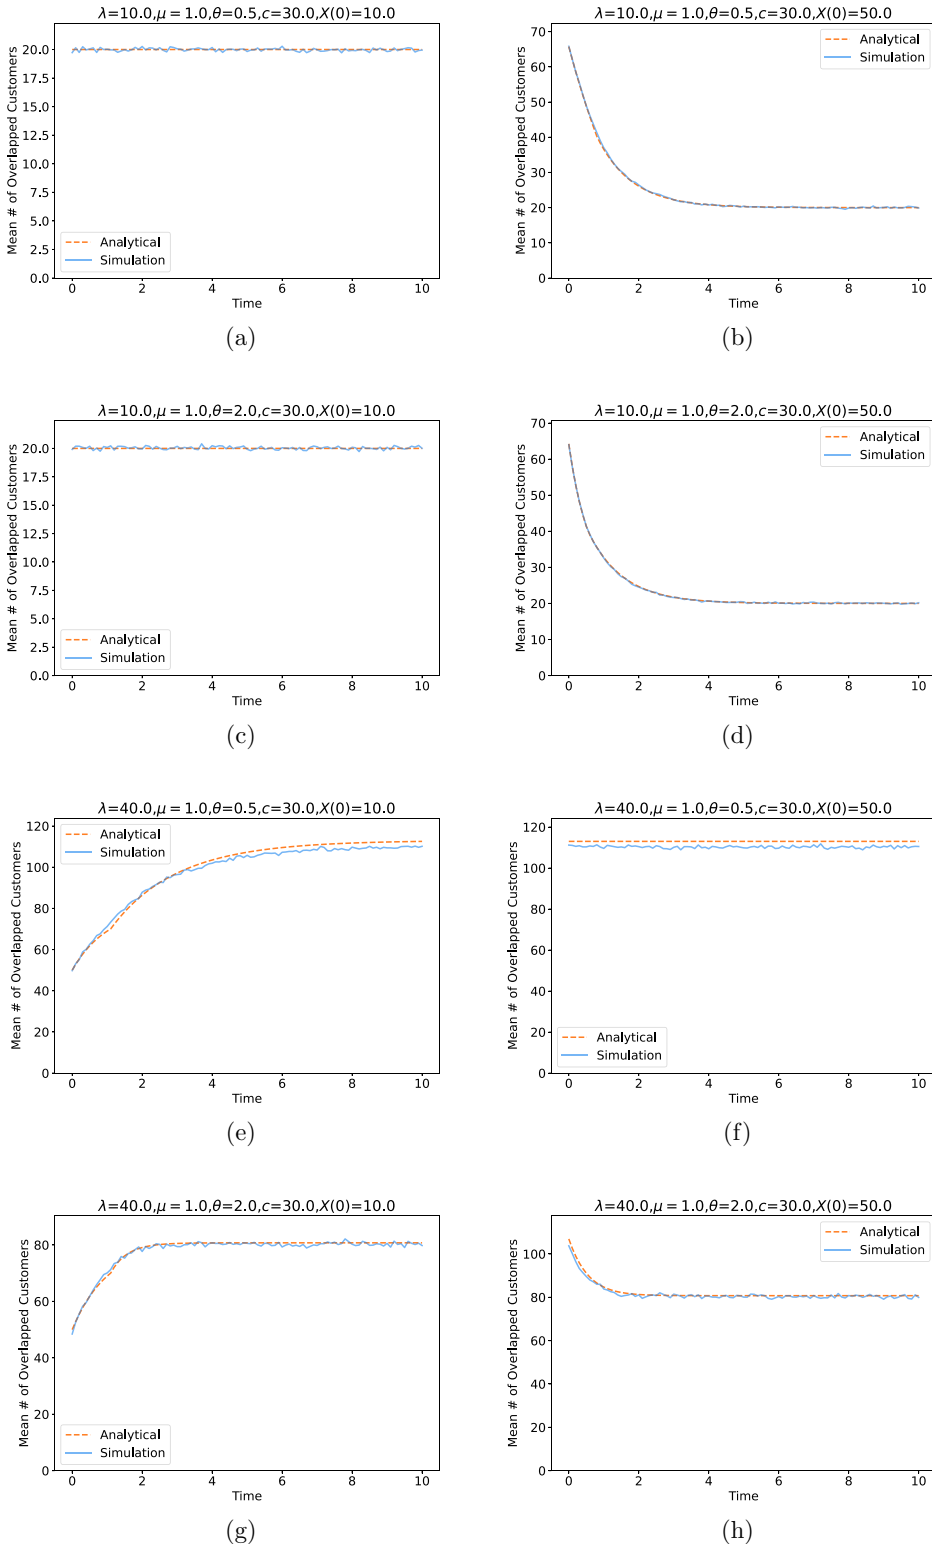 λ=10.0,μ = 1.0,θ=0.5,c=30.0,X(0)=10.0
Mean # of Overlapped Customers
20.0
17.5
15.0
12.5
10.0
7.5
5.0
2.5
0.0
Analytical
Simulation
0 2 4 6 8 10
Time
(a)
λ=10.0,μ = 1.0,θ=0.5,c=30.0,X(0)=50.0
Mean # of Overlapped Customers
70
60
50
40
30
20
10
0
Analytical
Simulation
0 2 4 6 8 10
Time
(b)
λ=10.0,μ = 1.0,θ=2.0,c=30.0,X(0)=10.0
Mean # of Overlapped Customers
20.0
17.5
15.0
12.5
10.0
7.5
5.0
2.5
0.0
Analytical
Simulation
0 2 4 6 8 10
Time
(c)
λ=10.0,μ = 1.0,θ=2.0,c=30.0,X(0)=50.0
Mean # of Overlapped Customers
70
60
50
40
30
20
10
0
Analytical
Simulation
0 2 4 6 8 10
Time
(d)
λ=40.0,μ = 1.0,θ=0.5,c=30.0,X(0)=10.0
Mean # of Overlapped Customers
120
100
80
60
40
20
0
Analytical
Simulation
0 2 4 6 8 10
Time
(e)
λ=40.0,μ = 1.0,θ=0.5,c=30.0,X(0)=50.0
Mean # of Overlapped Customers
120
100
80
60
40
20
0
Analytical
Simulation
0 2 4 6 8 10
Time
(f)
λ=40.0,μ = 1.0,θ=2.0,c=30.0,X(0)=10.0
Mean # of Overlapped Customers
80
60
40
20
0
Analytical
Simulation
0 2 4 6 8 10
Time
(g)
λ=40.0,μ = 1.0,θ=2.0,c=30.0,X(0)=50.0
Mean # of Overlapped Customers
100
80
60
40
20
0
Analytical
Simulation
0 2 4 6 8 10
Time
(h)